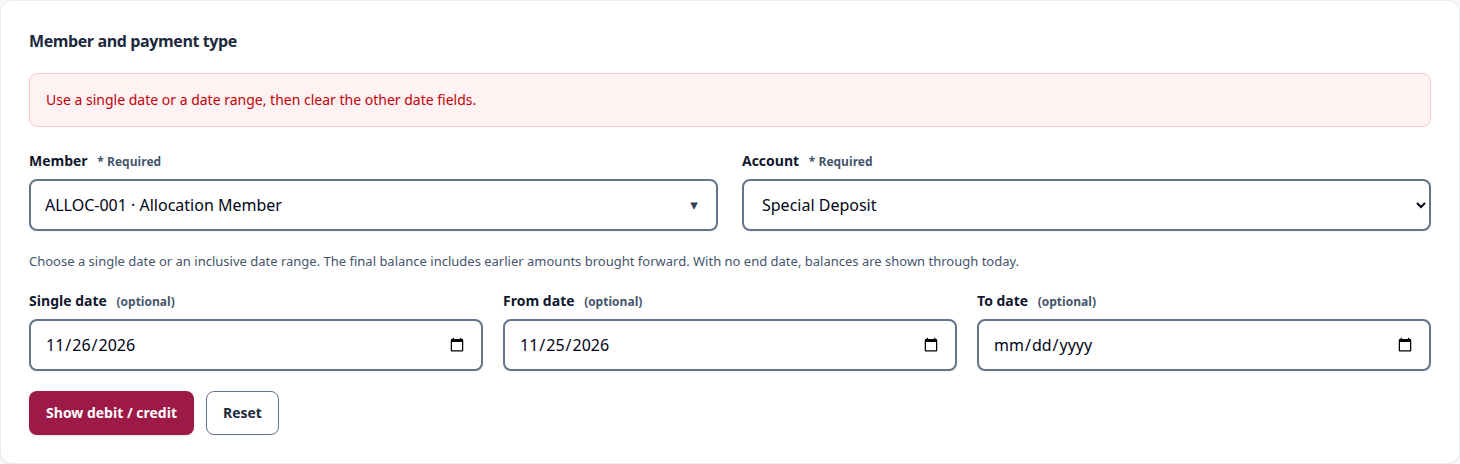 Member and payment type
Use a single date or a date range, then clear the other date fields.
Member * Required
Account * Required
ALLOC-001 · Allocation Member
Special Deposit
Choose a single date or an inclusive date range. The final balance includes earlier amounts brought forward. With no end date, balances are shown through today.
Single date (optional)
From date (optional)
To date (optional)
11/26/2026
11/25/2026
mm/dd/yyyy
Show debit / credit
Reset